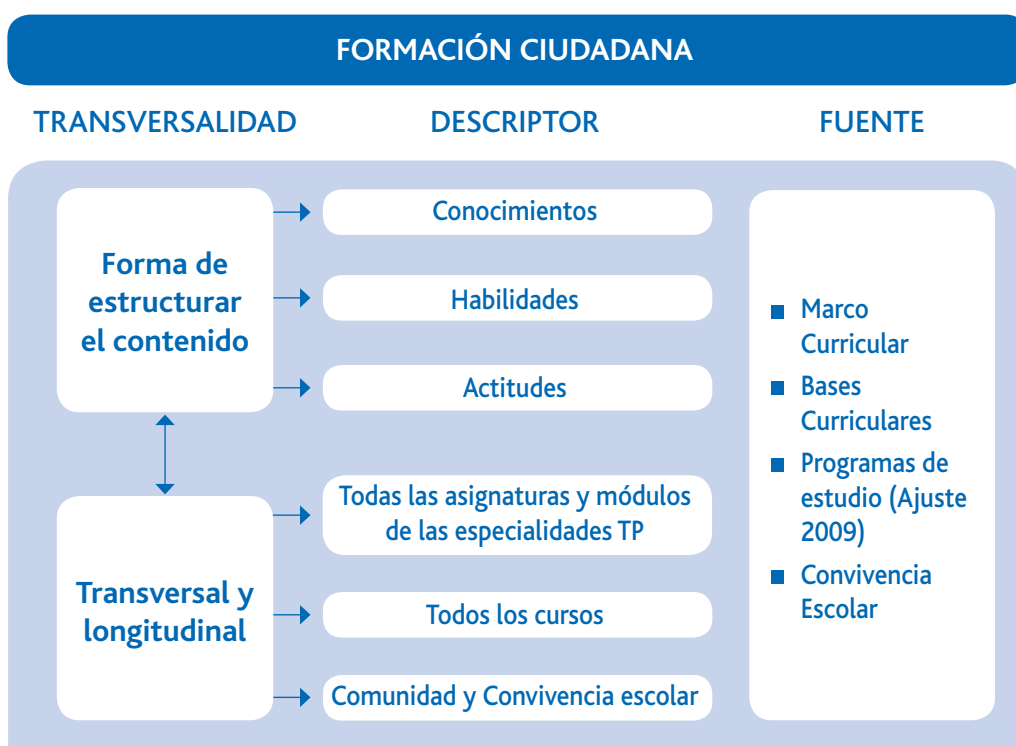 FORMACIÓN CIUDADANA
TRANSVERSALIDAD
DESCRIPTOR
FUENTE
Forma de
estructurar
el contenido
Conocimientos
Habilidades
Actitudes
Transversal y
longitudinal
Todas las asignaturas y módulos
de las especialidades TP
Todos los cursos
Comunidad y Convivencia escolar
Marco
Curricular
Bases
Curriculares
Programas de
estudio (Ajuste
2009)
Convivencia
Escolar